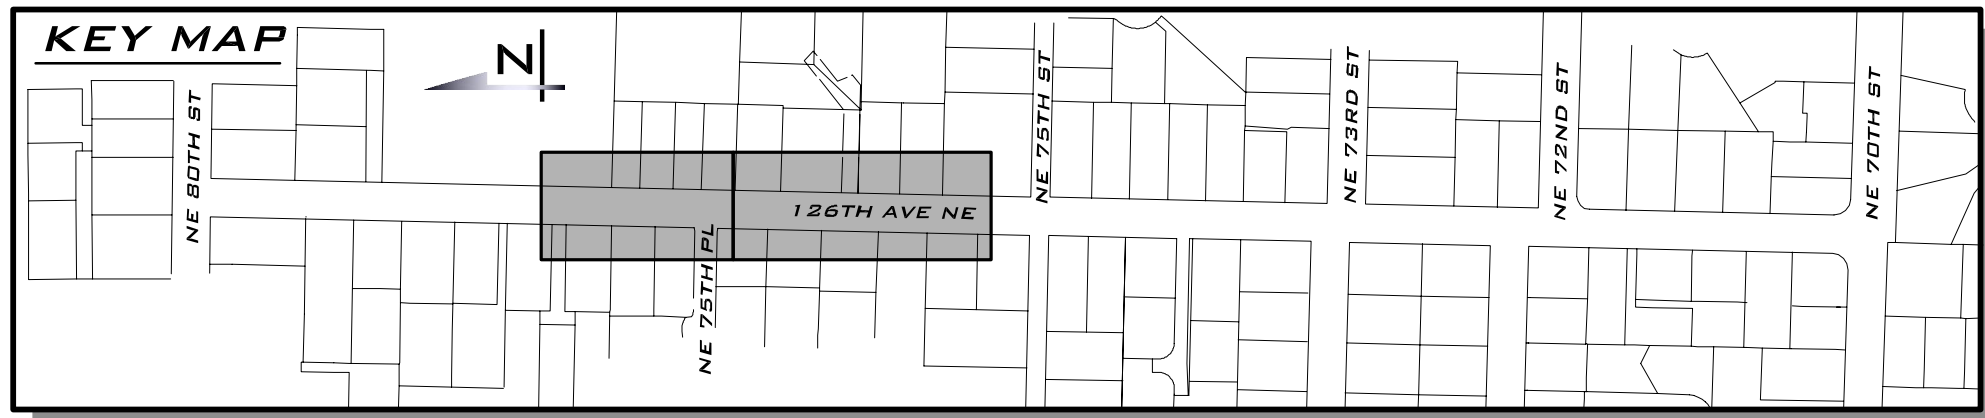 KEY MAP
N
NE 80TH ST
NE 75TH PL
126TH AVE NE
NE 75TH ST
NE 73RD ST
NE 72ND ST
NE 70TH ST